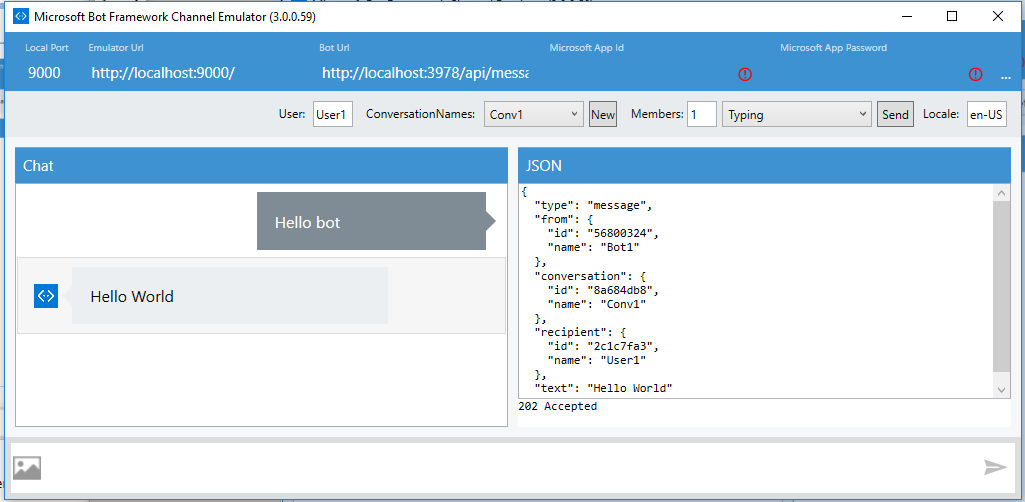 Microsoft Bot Framework Channel Emulator (3.0.0.59)
Local Port Emulator Url Bot Url Microsoft App Id Microsoft App Password
9000 http://localhost:9000/ http://localhost:3978/api/messa ...
User: User1 ConversationNames: Conv1 New Members: 1 Typing Send Locale: en-US
Chat
Hello bot
Hello World
JSON
{
  "type": "message",
  "from": {
    "id": "56800324",
    "name": "Bot1"
  },
  "conversation": {
    "id": "8a684db8",
    "name": "Conv1"
  },
  "recipient": {
    "id": "2c1c7fa3",
    "name": "User1"
  },
  "text": "Hello World"
202 Accepted